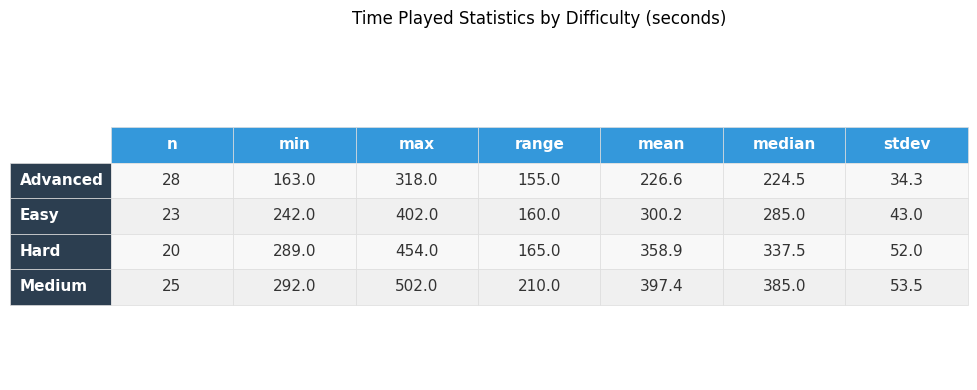 Time Played Statistics by Difficulty (seconds)
n min max range mean median stdev
Advanced 28 163.0 318.0 155.0 226.6 224.5 34.3
Easy 23 242.0 402.0 160.0 300.2 285.0 43.0
Hard 20 289.0 454.0 165.0 358.9 337.5 52.0
Medium 25 292.0 502.0 210.0 397.4 385.0 53.5